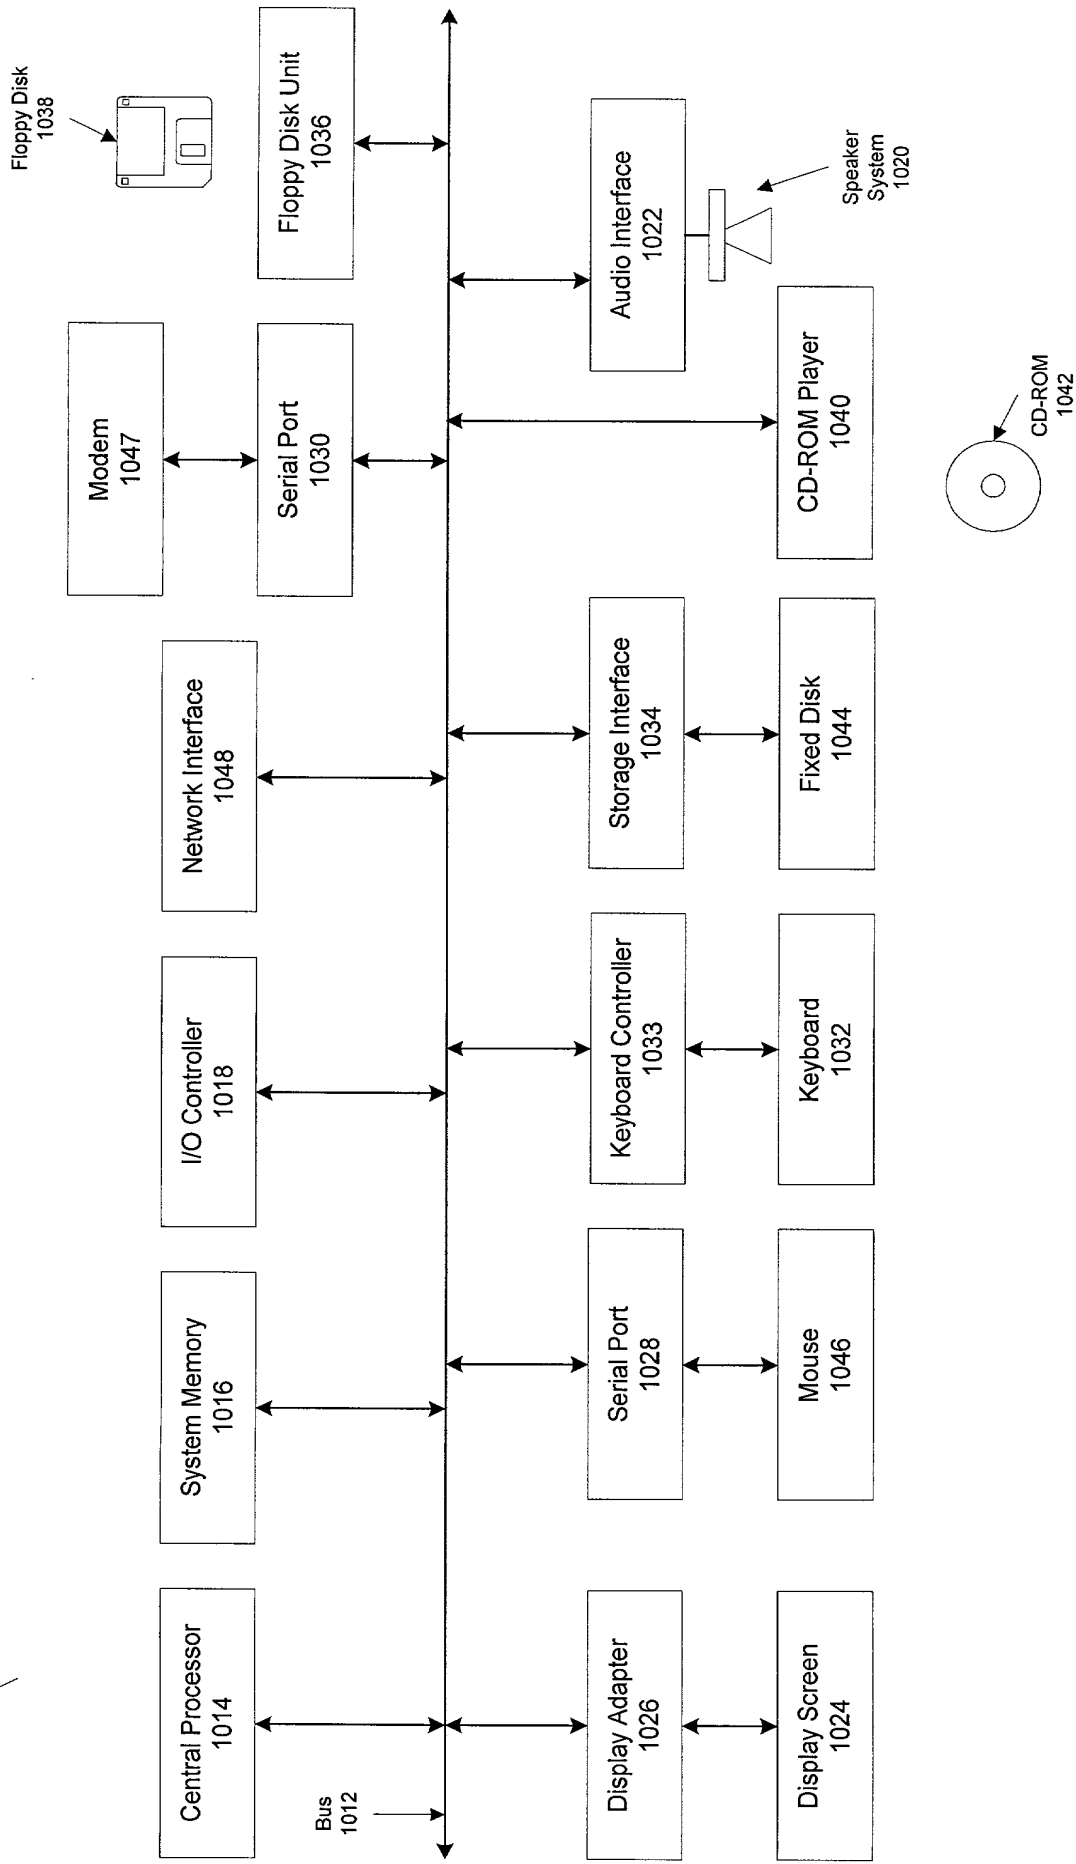 Floppy Disk
1038
Modem
1047
Central Processor
1014
System Memory
1016
I/O Controller
1018
Network Interface
1048
Serial Port
1030
Floppy Disk Unit
1036
Bus
1012
Display Adapter
1026
Serial Port
1028
Keyboard Controller
1033
Storage Interface
1034
Audio Interface
1022
Display Screen
1024
Mouse
1046
Keyboard
1032
Fixed Disk
1044
CD-ROM Player
1040
Speaker
System
1020
CD-ROM
1042